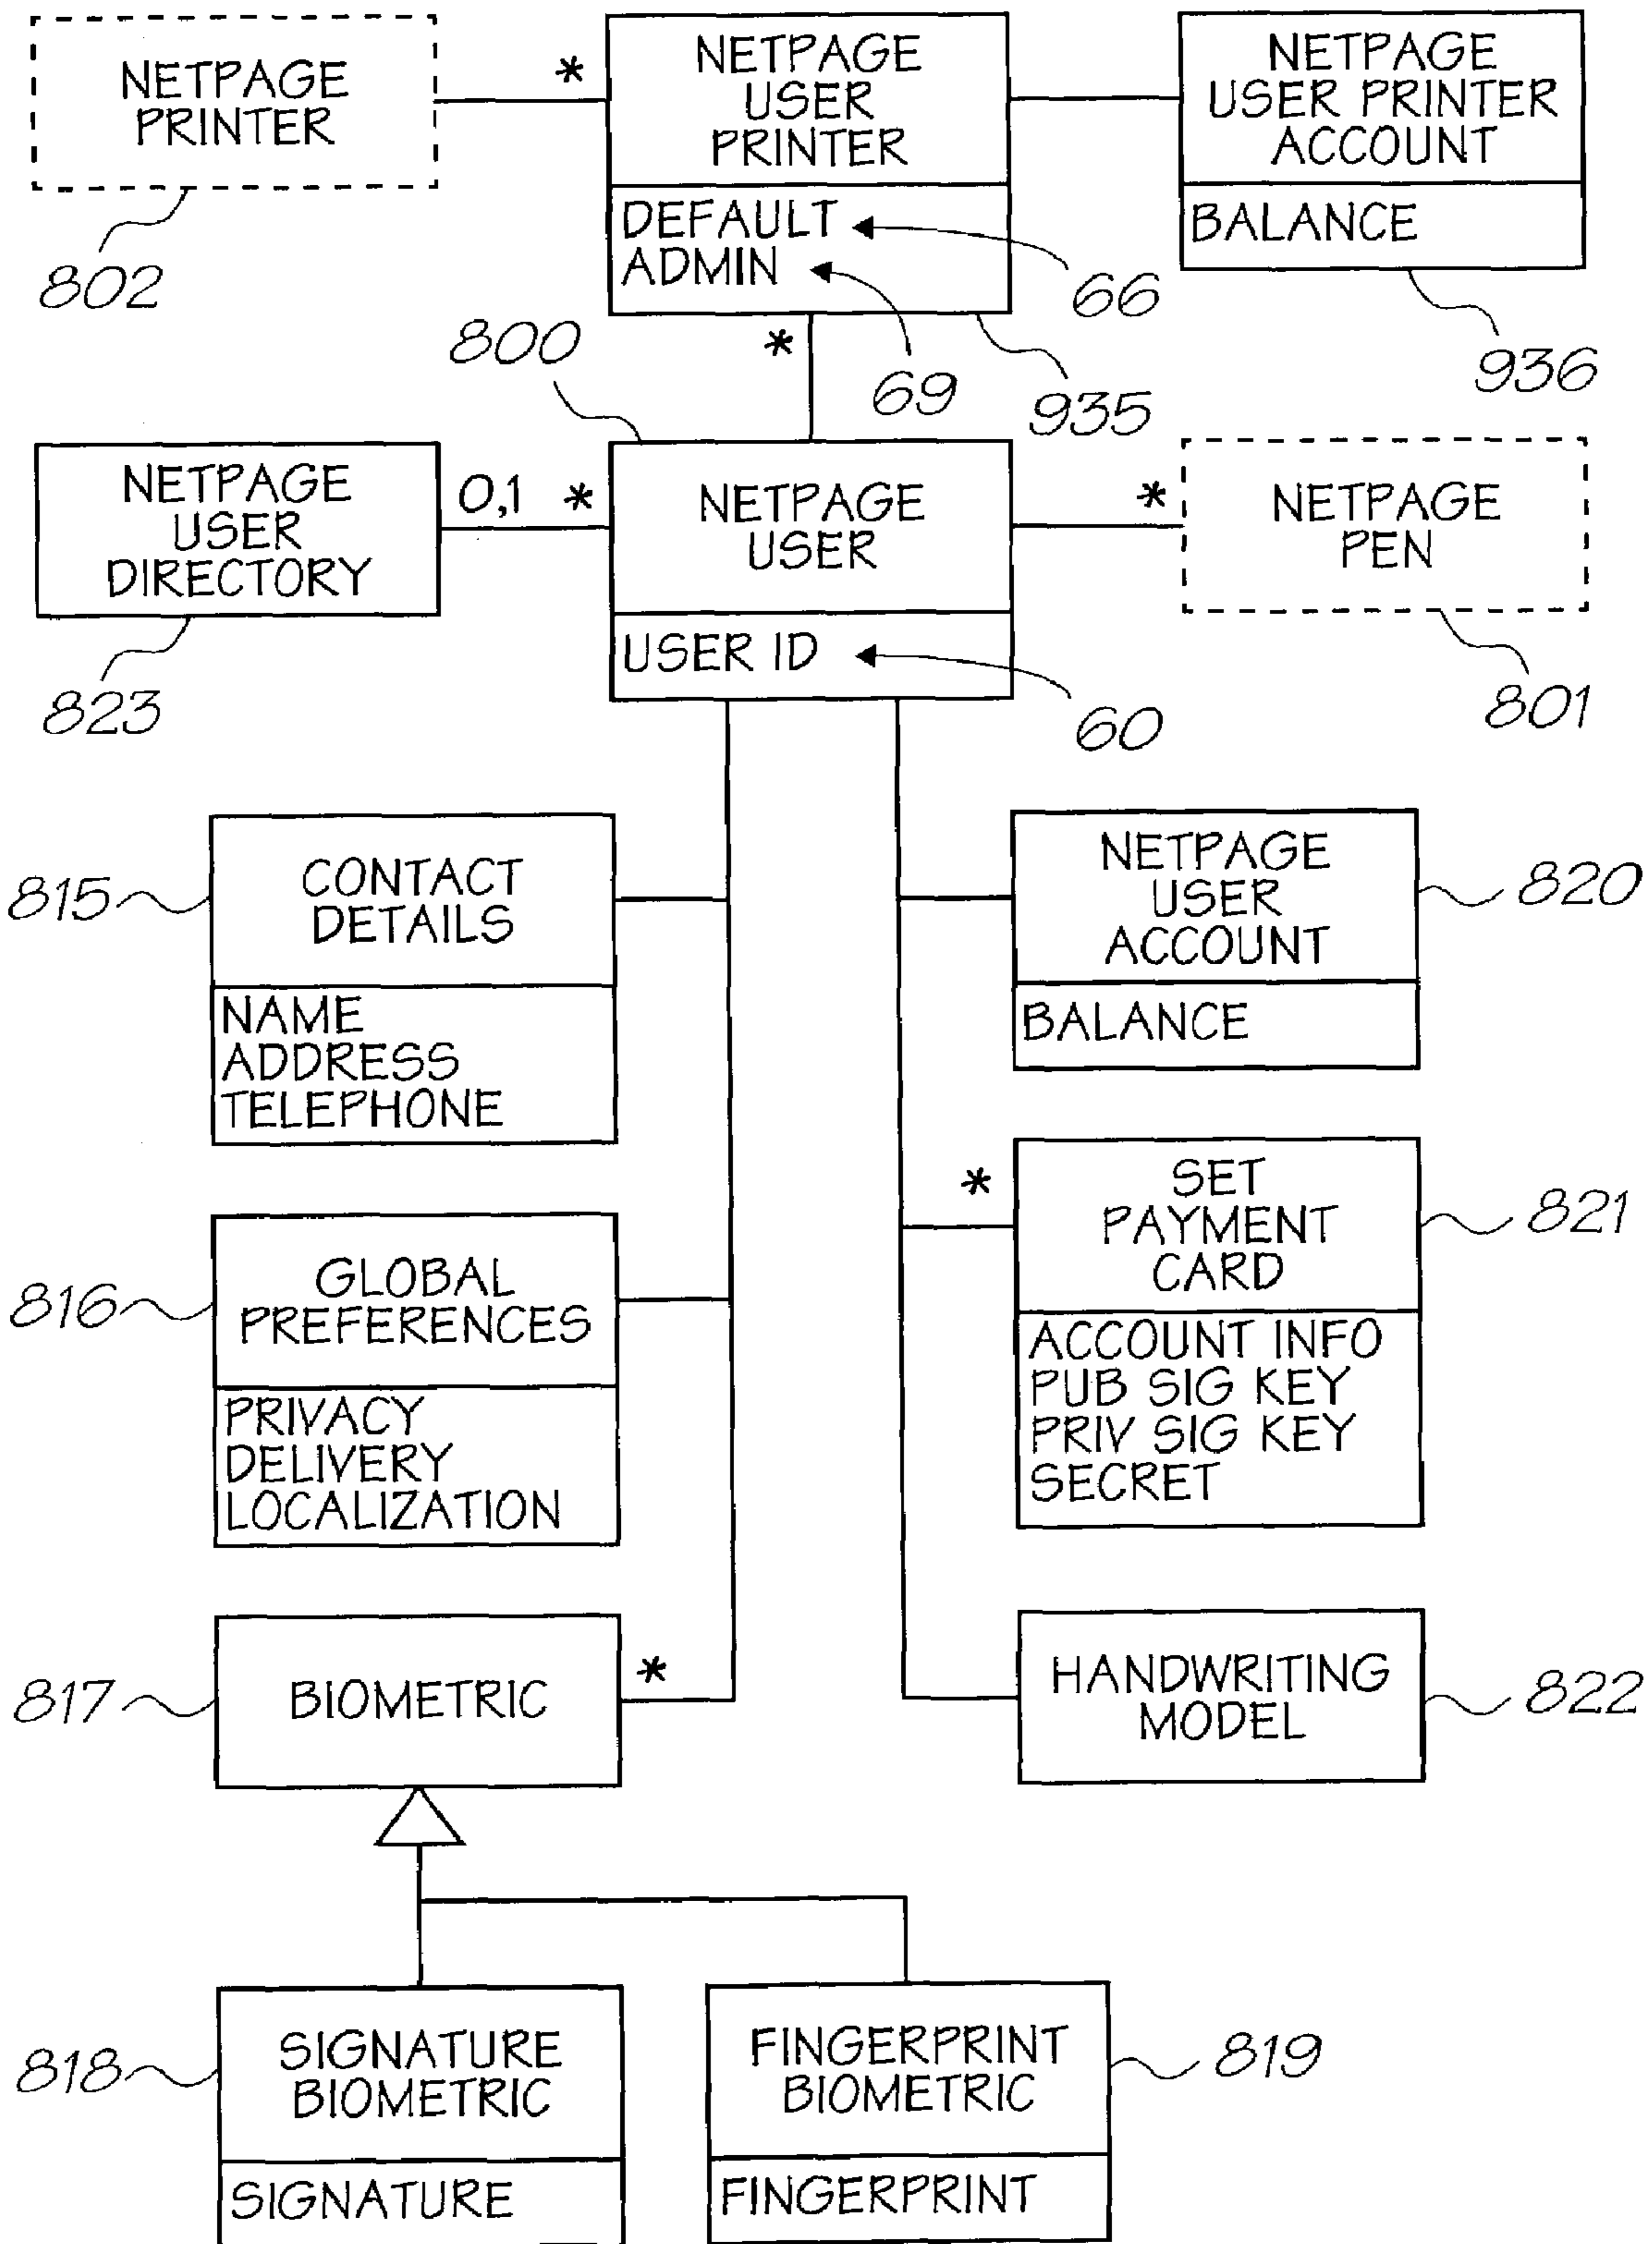 NETPAGE
PRINTER
802
*
NETPAGE
USER
PRINTER
DEFAULT
ADMIN
66
69
935
*
NETPAGE
USER PRINTER
ACCOUNT
BALANCE
936
800
NETPAGE
USER
DIRECTORY
823
0,1 *
NETPAGE
USER
USER ID
60
*
NETPAGE
PEN
801
815
CONTACT
DETAILS
NAME
ADDRESS
TELEPHONE
NETPAGE
USER
ACCOUNT
BALANCE
820
816
GLOBAL
PREFERENCES
PRIVACY
DELIVERY
LOCALIZATION
*
SET
PAYMENT
CARD
ACCOUNT INFO
PUB SIG KEY
PRIV SIG KEY
SECRET
821
817
BIOMETRIC
*
HANDWRITING
MODEL
822
818
SIGNATURE
BIOMETRIC
SIGNATURE
FINGERPRINT
BIOMETRIC
FINGERPRINT
819